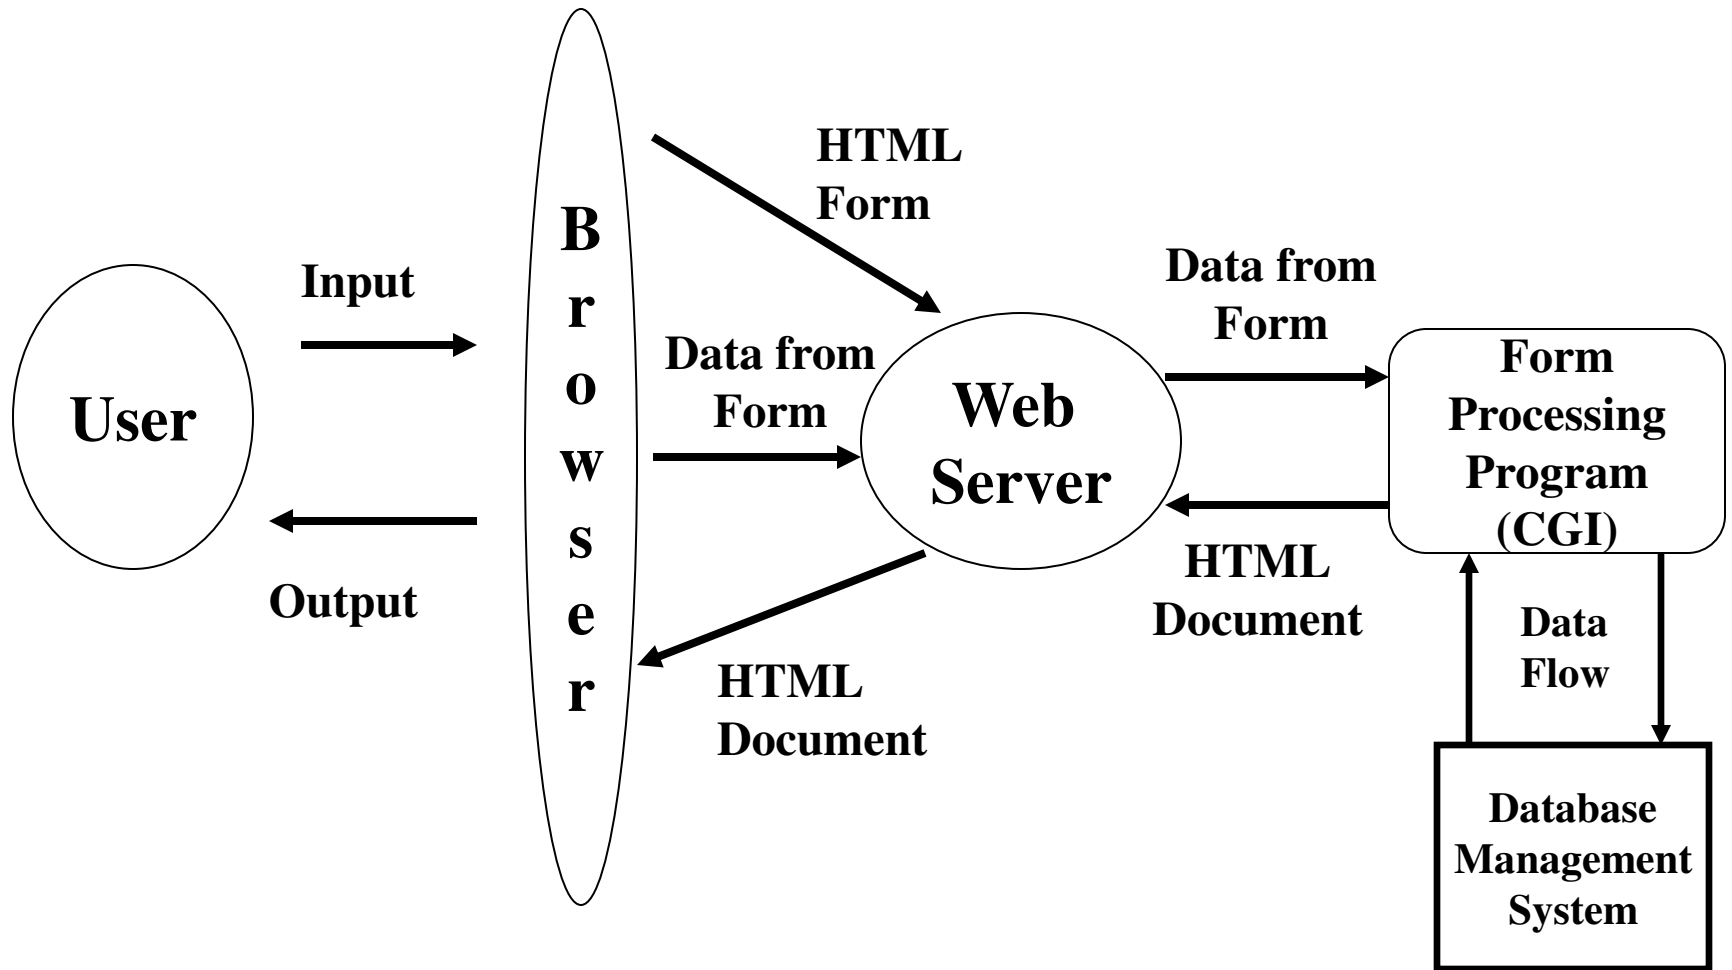 User
Input
Output
Browser
HTML
Form
Data from
Form
HTML
Document
Web
Server
Data from
Form
HTML
Document
Form
Processing
Program
(CGI)
Data
Flow
Database
Management
System